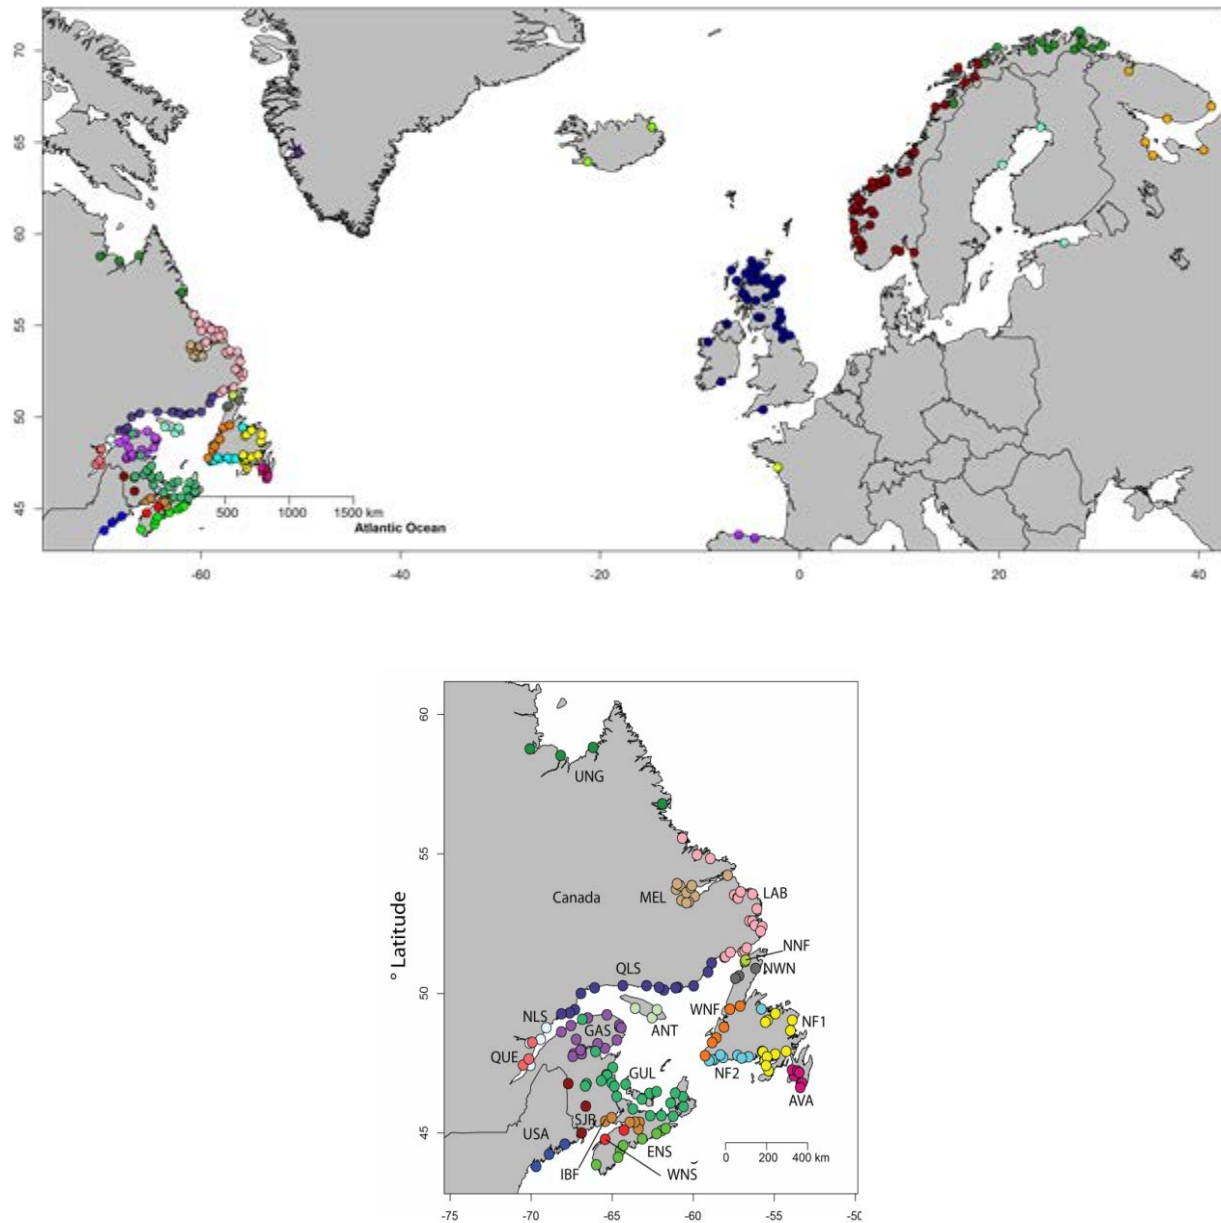 70
65
60
55
50
45
500 1000 1500 km
Atlantic Ocean
-60 -40 -20 0 20 40
60
UNG
55
Canada MEL LAB
NNF
NWN
QLS
50
WNF
NLS GAS ANT NF1
QUE
GUL NF2
AVA
SJR
45
USA
ENS
0 200 400 km
IBF WNS
° Latitude
-75 -70 -65 -60 -55 -50